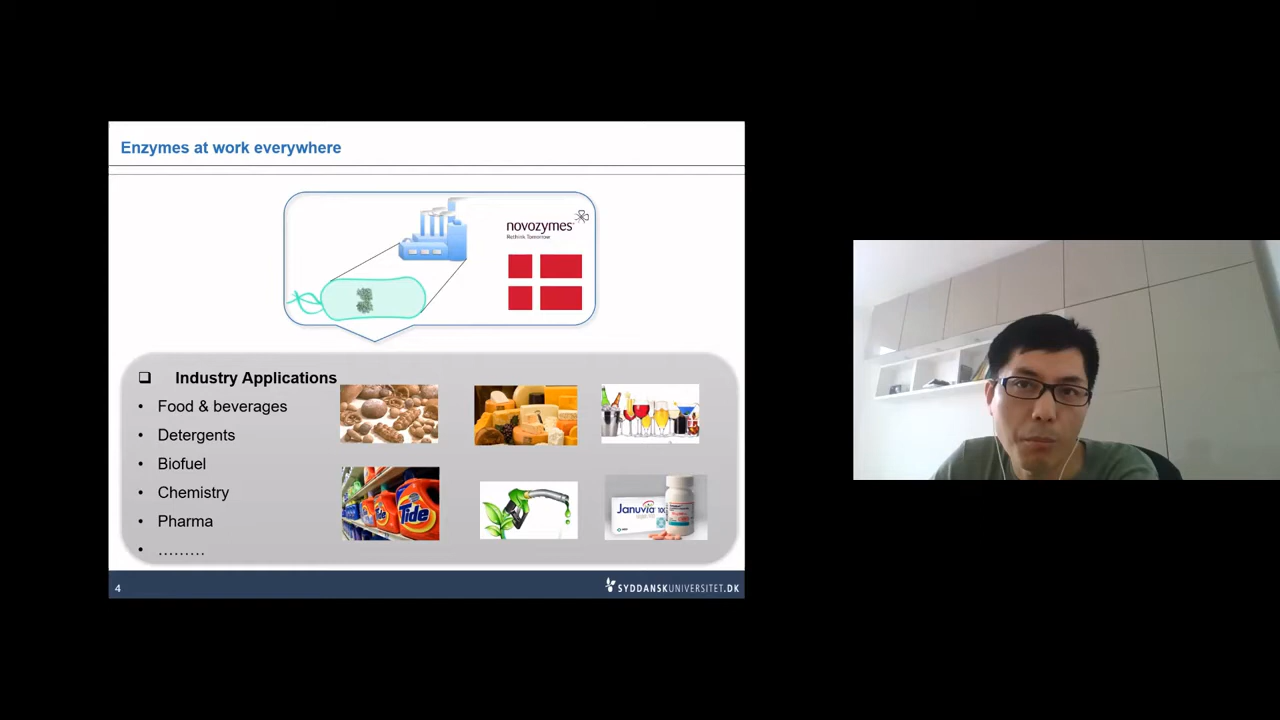 Enzymes at work everywhere
novozymes
Rethink Tomorrow
❑ Industry Applications
• Food & beverages
• Detergents
• Biofuel
• Chemistry
• Pharma
• .........
Tide
Januvia 100
4
SYDDANSKUNIVERSITET.DK